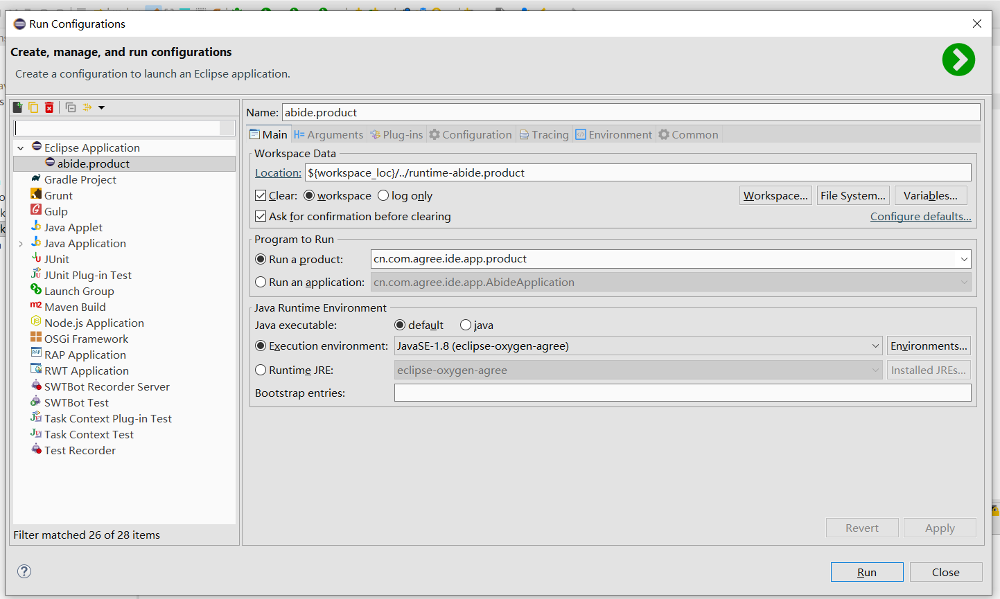 Run Configurations
Create, manage, and run configurations
Create a configuration to launch an Eclipse application.
Name: abide.product
Main Arguments Plug-ins Configuration Tracing Environment Common
Eclipse Application
abide.product
Gradle Project
Grunt
Gulp
Java Applet
Java Application
JUnit
JUnit Plug-in Test
Launch Group
Maven Build
Node.js Application
OSGi Framework
RAP Application
RWT Application
SWTBot Recorder Server
SWTBot Test
Task Context Plug-in Test
Task Context Test
Test Recorder
Filter matched 26 of 28 items
Workspace Data
Location: ${workspace_loc}/../runtime-abide.product
Clear: workspace log only Workspace... File System... Variables...
Ask for confirmation before clearing Configure defaults...
Program to Run
Run a product: cn.com.agree.ide.app.product
Run an application: cn.com.agree.ide.app.AbideApplication
Java Runtime Environment
Java executable: default java
Execution environment: JavaSE-1.8 (eclipse-oxygen-agree) Environments...
Runtime JRE: eclipse-oxygen-agree Installed JREs...
Bootstrap entries:
Revert Apply
Run Close